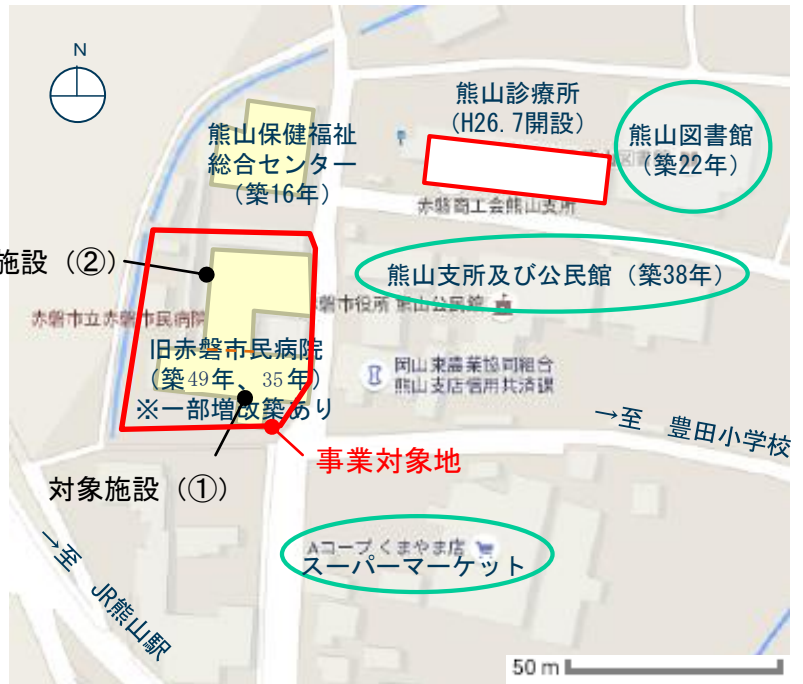 N
熊山診療所
(H26.7開設)
熊山図書館
(築22年)
熊山保健福祉
総合センター
(築16年)
赤磐商工会熊山支所
施設（②）
熊山支所及び公民館（築38年）
赤磐市立赤磐市民病院
磐市役所 熊山公民館
旧赤磐市民病院
(築49年、35年)
※一部増改築あり
岡山東農業協同組合
熊山支店信用共済課
→至 豊田小学校
事業対象地
対象施設（①）
Aコープ くまやま店
スーパーマーケット
→至 JR熊山駅
50 m